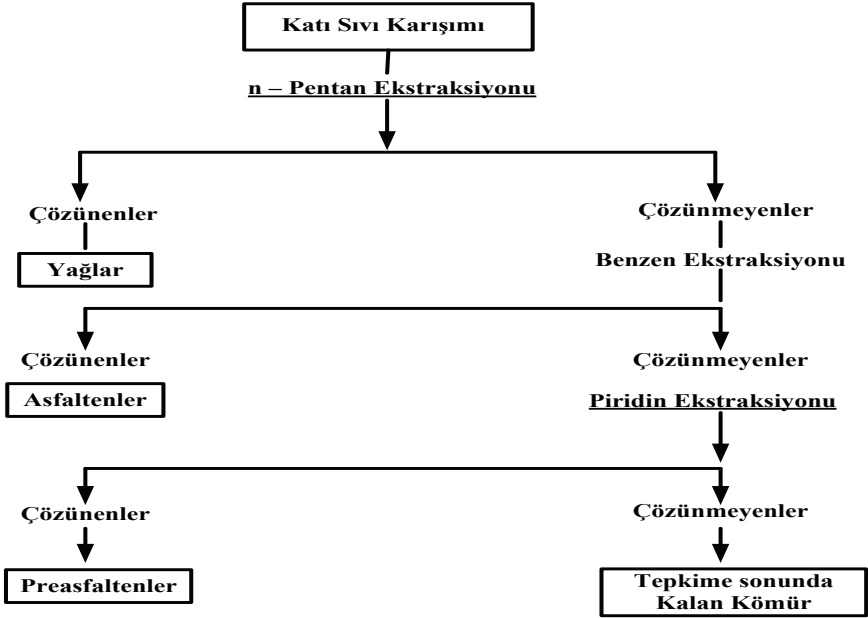 Katı Sıvı Karışımı
n – Pentan Ekstraksiyonu
Çözünenler
Çözünmeyenler
Yağlar
Benzen Ekstraksiyonu
Çözünenler
Çözünmeyenler
Asfaltenler
Piridin Ekstraksiyonu
Çözünenler
Çözünmeyenler
Preasfaltenler
Tepkime sonunda
Kalan Kömür